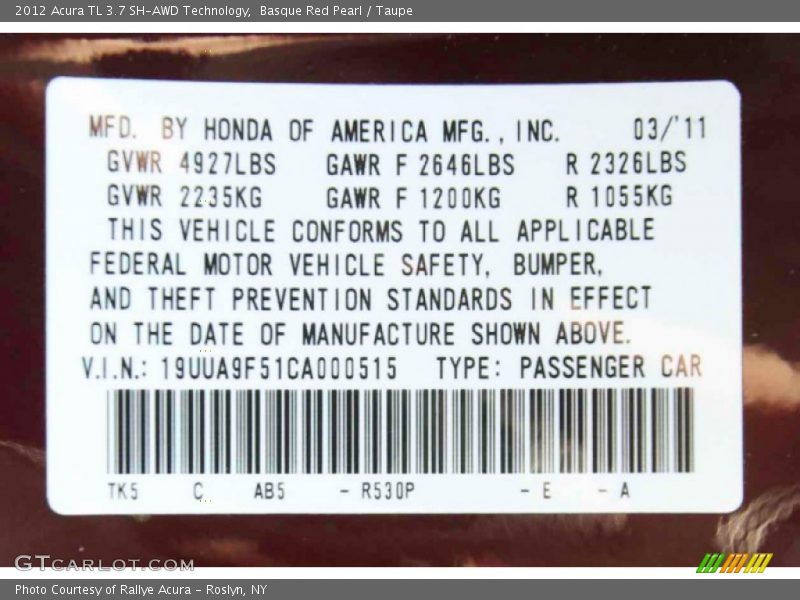 2012 Acura TL 3.7 SH-AWD Technology, Basque Red Pearl / Taupe
MFD. BY HONDA OF AMERICA MFG., INC. 03/'11
GVWR 4927LBS GAWR F 2646LBS R 2326LBS
GVWR 2235KG GAWR F 1200KG R 1055KG
THIS VEHICLE CONFORMS TO ALL APPLICABLE
FEDERAL MOTOR VEHICLE SAFETY, BUMPER,
AND THEFT PREVENTION STANDARDS IN EFFECT
ON THE DATE OF MANUFACTURE SHOWN ABOVE.
V.I.N.: 19UUA9F51CA000515 TYPE: PASSENGER CAR
TK5 C AB5 - R530P - E - A
GTCARLOT.COM
Photo Courtesy of Rallye Acura - Roslyn, NY